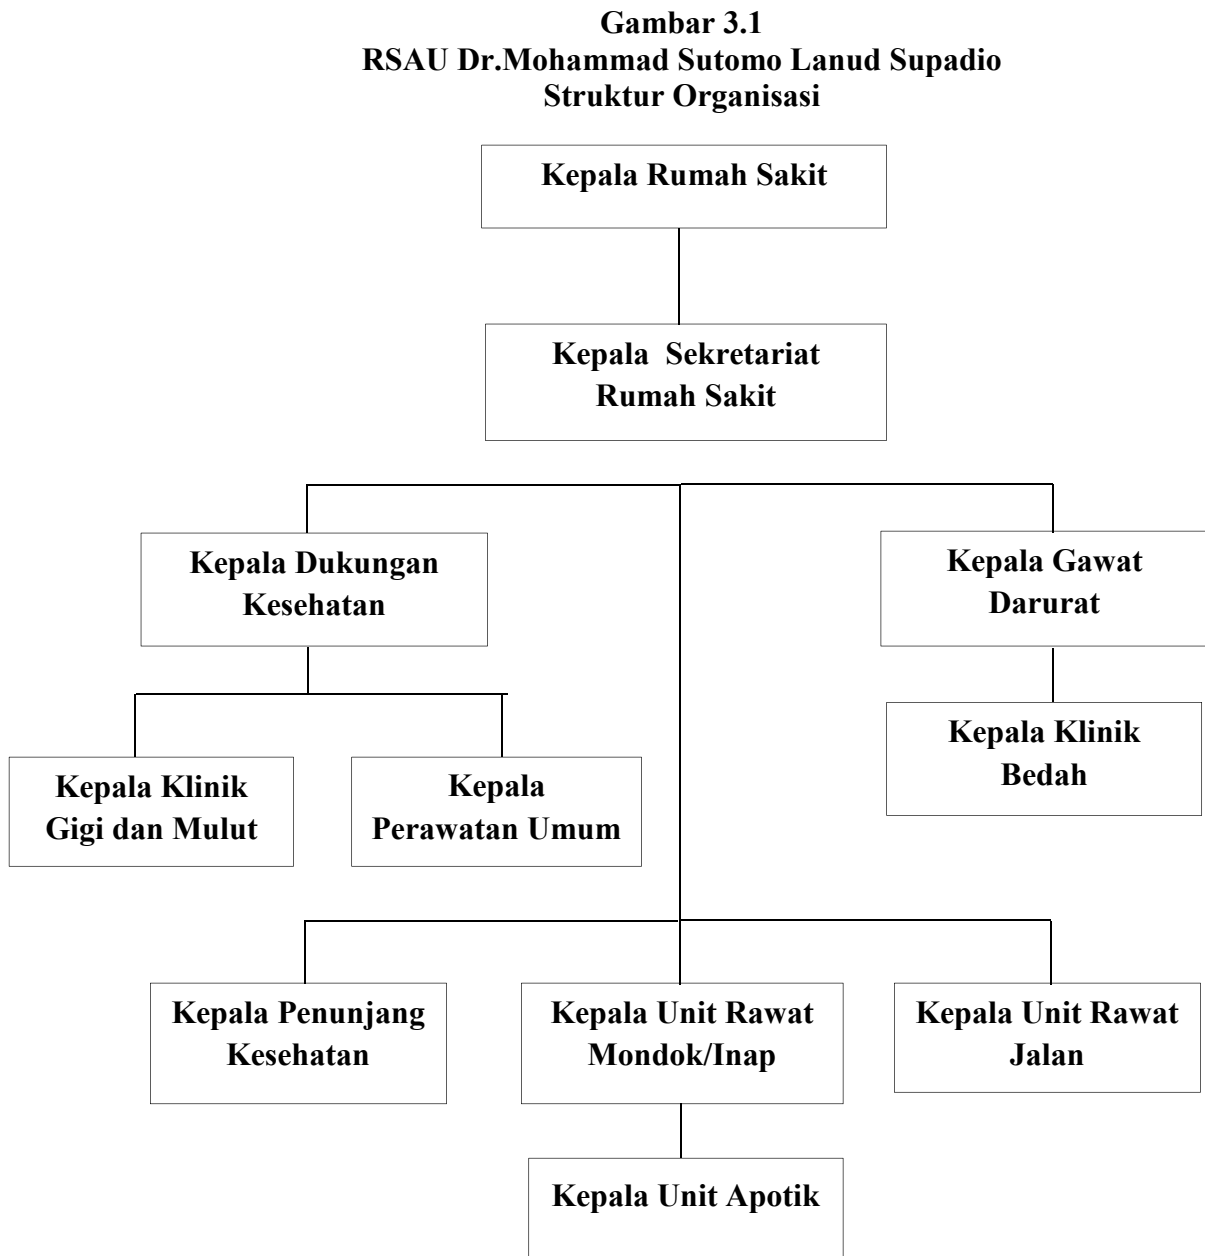 Gambar 3.1
RSAU Dr.Mohammad Sutomo Lanud Supadio
Struktur Organisasi
Kepala Rumah Sakit
Kepala Sekretariat
Rumah Sakit
Kepala Dukungan
Kesehatan
Kepala Gawat
Darurat
Kepala Klinik
Bedah
Kepala Klinik
Gigi dan Mulut
Kepala
Perawatan Umum
Kepala Penunjang
Kesehatan
Kepala Unit Rawat
Mondok/Inap
Kepala Unit Rawat
Jalan
Kepala Unit Apotik